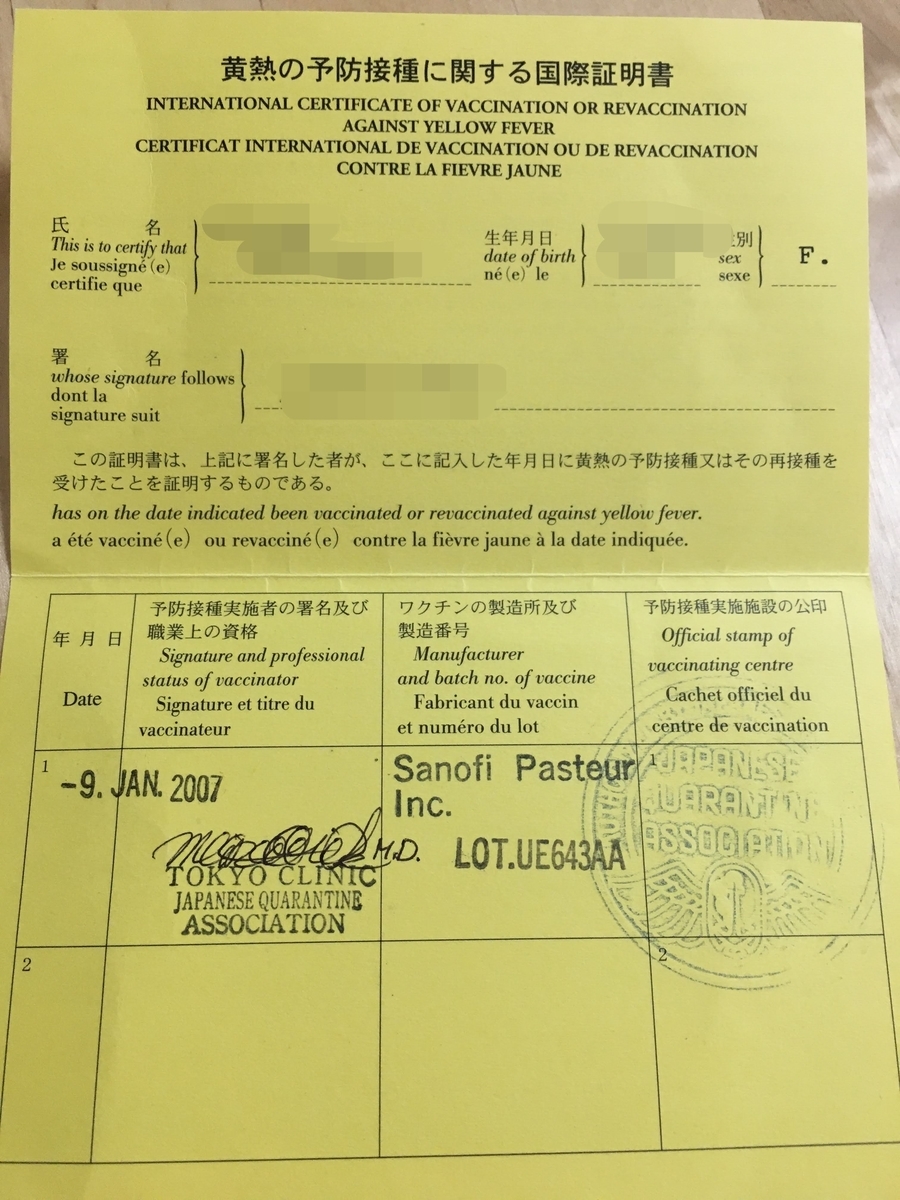 黄熱の予防接種に関する国際証明書
INTERNATIONAL CERTIFICATE OF VACCINATION OR REVACCINATION
AGAINST YELLOW FEVER
CERTIFICAT INTERNATIONAL DE VACCINATION OU DE REVACCINATION
CONTRE LA FIEVRE JAUNE
氏 名
This is to certify that
Je soussigné(e)
certifie que
生年月日
date of birth
né(e) le
別
sex
sexe
F.
署 名
whose signature follows
dont la
signature suit
この証明書は、上記に署名した者が、ここに記入した年月日に黄熱の予防接種又はその再接種を
受けたことを証明するものである。
has on the date indicated been vaccinated or revaccinated against yellow fever.
a été vacciné(e) ou revacciné(e) contre la fièvre jaune à la date indiquée.
年 月 日
Date
予防接種実施者の署名及び
職業上の資格
Signature and professional
status of vaccinator
Signature et titre du
vaccinateur
ワクチンの製造所及び
製造番号
Manufacturer
and batch no. of vaccine
Fabricant du vaccin
et numéro du lot
予防接種実施施設の公印
Official stamp of
vaccinating centre
Cachet officiel du
centre de vaccination
1
-9. JAN. 2007
M.D.
TOKYO CLINIC
JAPANESE QUARANTINE
ASSOCIATION
Sanofi Pasteur
Inc.
LOT.UE643AA
1
JAPANESE
QUARANTINE
ASSOCIATION
2
2